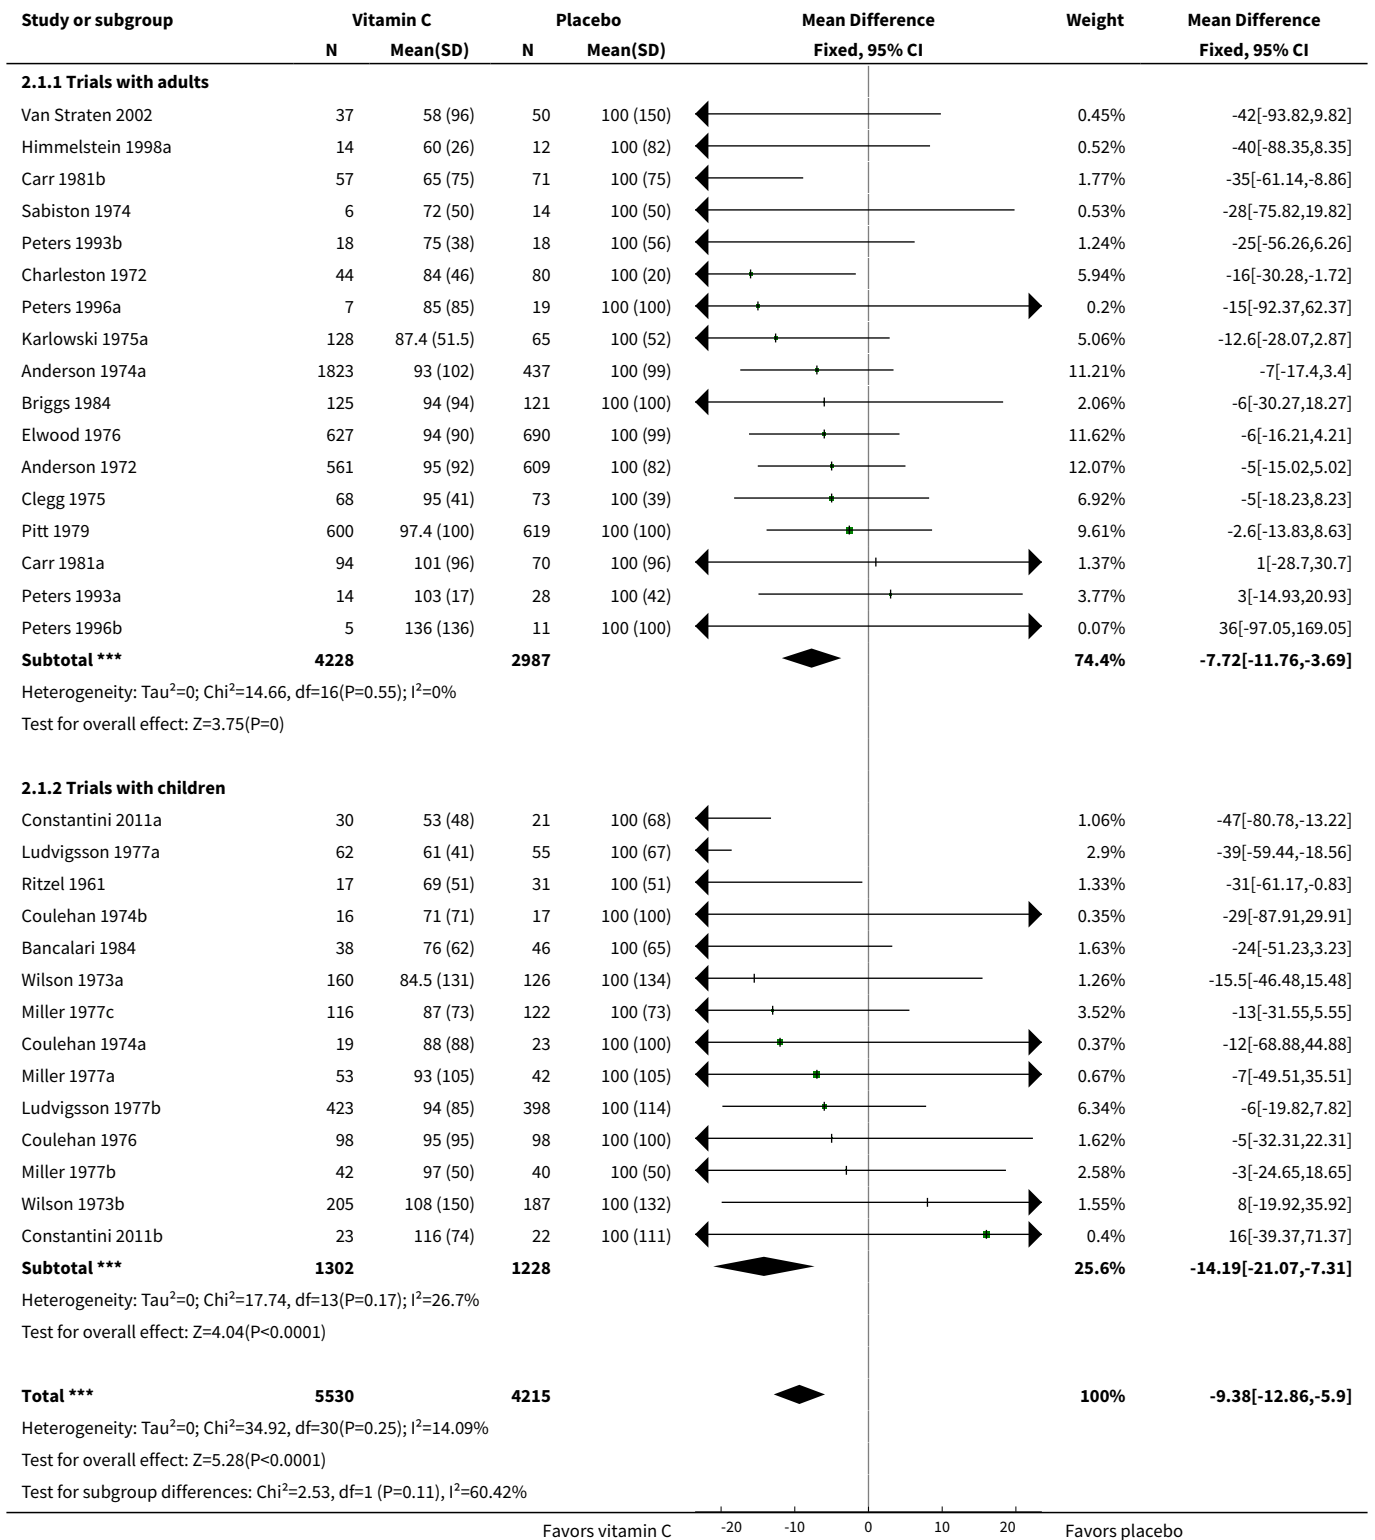 Study or subgroup Vitamin C Placebo Mean Difference Weight Mean Difference
N Mean(SD) N Mean(SD) Fixed, 95% CI Fixed, 95% CI
2.1.1 Trials with adults
Van Straten 2002 37 58 (96) 50 100 (150) 0.45% -42[-93.82,9.82]
Himmelstein 1998a 14 60 (26) 12 100 (82) 0.52% -40[-88.35,8.35]
Carr 1981b 57 65 (75) 71 100 (75) 1.77% -35[-61.14,-8.86]
Sabiston 1974 6 72 (50) 14 100 (50) 0.53% -28[-75.82,19.82]
Peters 1993b 18 75 (38) 18 100 (56) 1.24% -25[-56.26,6.26]
Charleston 1972 44 84 (46) 80 100 (20) 5.94% -16[-30.28,-1.72]
Peters 1996a 7 85 (85) 19 100 (100) 0.2% -15[-92.37,62.37]
Karlowski 1975a 128 87.4 (51.5) 65 100 (52) 5.06% -12.6[-28.07,2.87]
Anderson 1974a 1823 93 (102) 437 100 (99) 11.21% -7[-17.4,3.4]
Briggs 1984 125 94 (94) 121 100 (100) 2.06% -6[-30.27,18.27]
Elwood 1976 627 94 (90) 690 100 (99) 11.62% -6[-16.21,4.21]
Anderson 1972 561 95 (92) 609 100 (82) 12.07% -5[-15.02,5.02]
Clegg 1975 68 95 (41) 73 100 (39) 6.92% -5[-18.23,8.23]
Pitt 1979 600 97.4 (100) 619 100 (100) 9.61% -2.6[-13.83,8.63]
Carr 1981a 94 101 (96) 70 100 (96) 1.37% 1[-28.7,30.7]
Peters 1993a 14 103 (17) 28 100 (42) 3.77% 3[-14.93,20.93]
Peters 1996b 5 136 (136) 11 100 (100) 0.07% 36[-97.05,169.05]
Subtotal *** 4228 2987 74.4% -7.72[-11.76,-3.69]
Heterogeneity: Tau²=0; Chi²=14.66, df=16(P=0.55); I²=0%
Test for overall effect: Z=3.75(P=0)
2.1.2 Trials with children
Constantini 2011a 30 53 (48) 21 100 (68) 1.06% -47[-80.78,-13.22]
Ludvigsson 1977a 62 61 (41) 55 100 (67) 2.9% -39[-59.44,-18.56]
Ritzel 1961 17 69 (51) 31 100 (51) 1.33% -31[-61.17,-0.83]
Coulehan 1974b 16 71 (71) 17 100 (100) 0.35% -29[-87.91,29.91]
Bancalari 1984 38 76 (62) 46 100 (65) 1.63% -24[-51.23,3.23]
Wilson 1973a 160 84.5 (131) 126 100 (134) 1.26% -15.5[-46.48,15.48]
Miller 1977c 116 87 (73) 122 100 (73) 3.52% -13[-31.55,5.55]
Coulehan 1974a 19 88 (88) 23 100 (100) 0.37% -12[-68.88,44.88]
Miller 1977a 53 93 (105) 42 100 (105) 0.67% -7[-49.51,35.51]
Ludvigsson 1977b 423 94 (85) 398 100 (114) 6.34% -6[-19.82,7.82]
Coulehan 1976 98 95 (95) 98 100 (100) 1.62% -5[-32.31,22.31]
Miller 1977b 42 97 (50) 40 100 (50) 2.58% -3[-24.65,18.65]
Wilson 1973b 205 108 (150) 187 100 (132) 1.55% 8[-19.92,35.92]
Constantini 2011b 23 116 (74) 22 100 (111) 0.4% 16[-39.37,71.37]
Subtotal *** 1302 1228 25.6% -14.19[-21.07,-7.31]
Heterogeneity: Tau²=0; Chi²=17.74, df=13(P=0.17); I²=26.7%
Test for overall effect: Z=4.04(P<0.0001)
Total *** 5530 4215 100% -9.38[-12.86,-5.9]
Heterogeneity: Tau²=0; Chi²=34.92, df=30(P=0.25); I²=14.09%
Test for overall effect: Z=5.28(P<0.0001)
Test for subgroup differences: Chi²=2.53, df=1 (P=0.11), I²=60.42%
Favors vitamin C -20 -10 0 10 20 Favors placebo